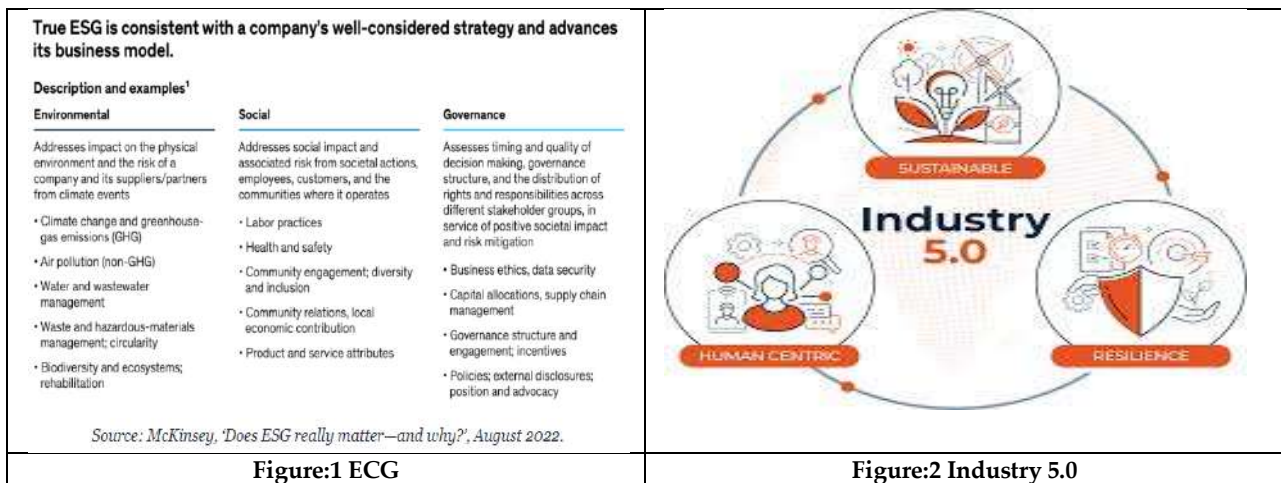 True ESG is consistent with a company's well-considered strategy and advances
its business model.
Description and examples¹
Environmental
Addresses impact on the physical
environment and the risk of a
company and its suppliers/partners
from climate events
• Climate change and greenhouse-
gas emissions (GHG)
• Air pollution (non-GHG)
• Water and wastewater
management
• Waste and hazardous-materials
management; circularity
• Biodiversity and ecosystems;
rehabilitation
Social
Addresses social impact and
associated risk from societal actions,
employees, customers, and the
communities where it operates
• Labor practices
• Health and safety
• Community engagement; diversity
and inclusion
• Community relations, local
economic contribution
• Product and service attributes
Governance
Assesses timing and quality of
decision making, governance
structure, and the distribution of
rights and responsibilities across
different stakeholder groups, in
service of positive societal impact
and risk mitigation
• Business ethics, data security
• Capital allocations, supply chain
management
• Governance structure and
engagement; incentives
• Policies; external disclosures;
position and advocacy
Source: McKinsey, 'Does ESG really matter—and why?', August 2022.
Figure:1 ECG
SUSTAINABLE
Industry
5.0
HUMAN CENTRIC
RESILIENCE
Figure:2 Industry 5.0